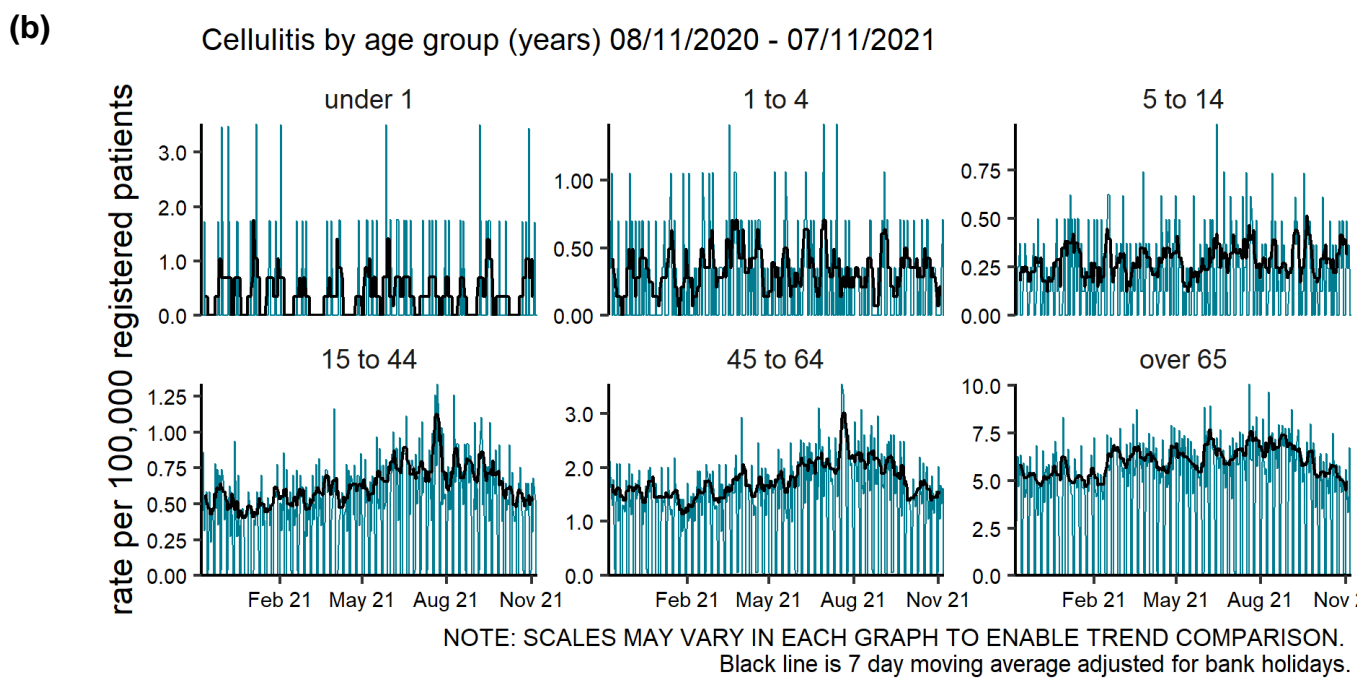 (b)
Cellulitis by age group (years) 08/11/2020 - 07/11/2021
rate per 100,000 registered patients
under 1
3.0
2.0
1.0
0.0
1 to 4
1.00
0.50
0.00
5 to 14
0.75
0.50
0.25
0.00
15 to 44
1.25
1.00
0.75
0.50
0.25
0.00
Feb 21 May 21 Aug 21 Nov 21
45 to 64
3.0
2.0
1.0
0.0
Feb 21 May 21 Aug 21 Nov 21
over 65
10.0
7.5
5.0
2.5
0.0
Feb 21 May 21 Aug 21 Nov 2
NOTE: SCALES MAY VARY IN EACH GRAPH TO ENABLE TREND COMPARISON.
Black line is 7 day moving average adjusted for bank holidays.